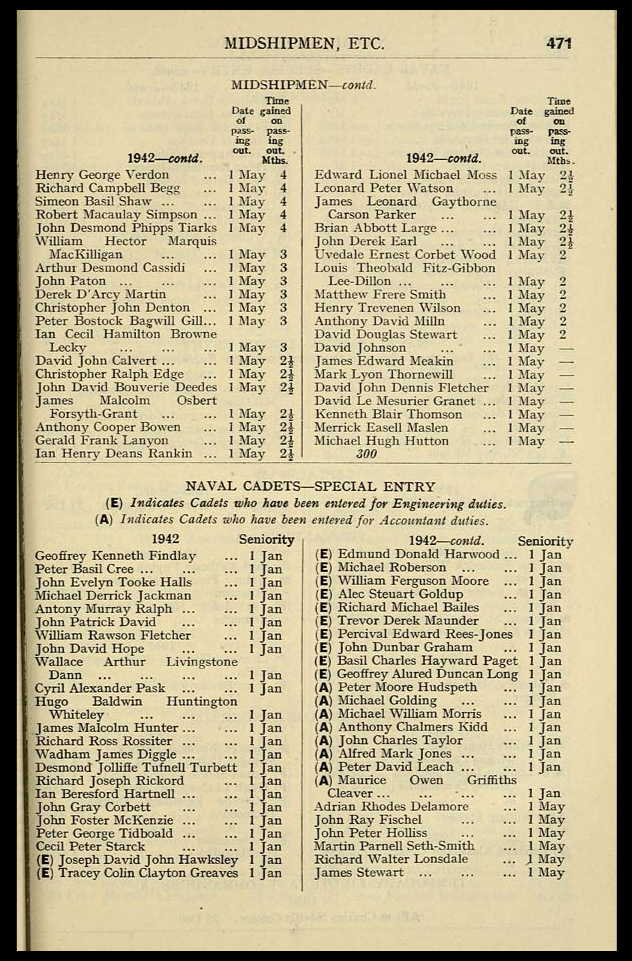 MIDSHIPMEN, ETC. 471
MIDSHIPMEN—contd.
Date of pass-ing out.
Time gained on pass-ing out. Mths.
1942—contd.
Henry George Verdon ... 1 May 4
Richard Campbell Begg ... 1 May 4
Simeon Basil Shaw ... ... 1 May 4
Robert Macaulay Simpson ... 1 May 4
John Desmond Phipps Tiarks 1 May 4
William Hector Marquis
MacKilligan ... ... 1 May 3
Arthur Desmond Cassidi ... 1 May 3
John Paton ... ... ... 1 May 3
Derek D'Arcy Martin ... 1 May 3
Christopher John Denton ... 1 May 3
Peter Bostock Bagwill Gill... 1 May 3
Ian Cecil Hamilton Browne
Lecky ... ... ... 1 May 3
David John Calvert ... ... 1 May 2½
Christopher Ralph Edge ... 1 May 2½
John David Bouverie Deedes 1 May 2½
James Malcolm Osbert
Forsyth-Grant ... ... 1 May 2½
Anthony Cooper Bowen ... 1 May 2½
Gerald Frank Lanyon ... 1 May 2½
Ian Henry Deans Rankin ... 1 May 2½
Date of pass-ing out.
Time gained on pass-ing out. Mths.
1942—contd.
Edward Lionel Michael Moss 1 May 2½
Leonard Peter Watson ... 1 May 2½
James Leonard Gaythorne
Carson Parker ... ... 1 May 2½
Brian Abbott Large ... ... 1 May 2½
John Derek Earl ... ... 1 May 2½
Uvedale Ernest Corbet Wood 1 May 2
Louis Theobald Fitz-Gibbon
Lee-Dillon ... ... ... 1 May 2
Matthew Frere Smith ... 1 May 2
Henry Trevenen Wilson ... 1 May 2
Anthony David Milln ... 1 May 2
David Douglas Stewart ... 1 May 2
David Johnson ... ... 1 May —
James Edward Meakin ... 1 May —
Mark Lyon Thornewill ... 1 May —
David John Dennis Fletcher 1 May —
David Le Mesurier Granet ... 1 May —
Kenneth Blair Thomson ... 1 May —
Merrick Easell Maslen ... 1 May —
Michael Hugh Hutton ... 1 May —
300
NAVAL CADETS—SPECIAL ENTRY
(E) Indicates Cadets who have been entered for Engineering duties.
(A) Indicates Cadets who have been entered for Accountant duties.
1942 Seniority
Geoffrey Kenneth Findlay ... 1 Jan
Peter Basil Cree ... ... ... 1 Jan
John Evelyn Tooke Halls ... 1 Jan
Michael Derrick Jackman ... 1 Jan
Antony Murray Ralph ... ... 1 Jan
John Patrick David ... ... 1 Jan
William Rawson Fletcher ... 1 Jan
John David Hope ... ... 1 Jan
Wallace Arthur Livingstone
Dann ... ... ... ... 1 Jan
Cyril Alexander Pask ... ... 1 Jan
Hugo Baldwin Huntington
Whiteley ... ... ... 1 Jan
James Malcolm Hunter ... ... 1 Jan
Richard Ross Rossiter ... ... 1 Jan
Wadham James Diggle ... ... 1 Jan
Desmond Jolliffe Tufnell Turbett 1 Jan
Richard Joseph Rickord ... 1 Jan
Ian Beresford Hartnell ... ... 1 Jan
John Gray Corbett ... ... 1 Jan
John Foster McKenzie ... ... 1 Jan
Peter George Tidboald ... ... 1 Jan
Cecil Peter Starck ... ... 1 Jan
(E) Joseph David John Hawksley 1 Jan
(E) Tracey Colin Clayton Greaves 1 Jan
1942—contd. Seniority
(E) Edmund Donald Harwood ... 1 Jan
(E) Michael Roberson ... ... 1 Jan
(E) William Ferguson Moore ... 1 Jan
(E) Alec Steuart Goldup ... 1 Jan
(E) Richard Michael Bailes ... 1 Jan
(E) Trevor Derek Maunder ... 1 Jan
(E) Percival Edward Rees-Jones 1 Jan
(E) John Dunbar Graham ... 1 Jan
(E) Basil Charles Hayward Paget 1 Jan
(E) Geoffrey Alured Duncan Long 1 Jan
(A) Peter Moore Hudspeth ... 1 Jan
(A) Michael Golding ... ... 1 Jan
(A) Michael William Morris ... 1 Jan
(A) Anthony Chalmers Kidd ... 1 Jan
(A) John Charles Taylor ... 1 Jan
(A) Alfred Mark Jones ... ... 1 Jan
(A) Peter David Leach ... ... 1 Jan
(A) Maurice Owen Griffiths
Cleaver ... ... ... ... 1 Jan
Adrian Rhodes Delamore ... 1 May
John Ray Fischel ... ... 1 May
John Peter Holliss ... ... 1 May
Martin Parnell Seth-Smith ... 1 May
Richard Walter Lonsdale ... 1 May
James Stewart ... ... ... 1 May